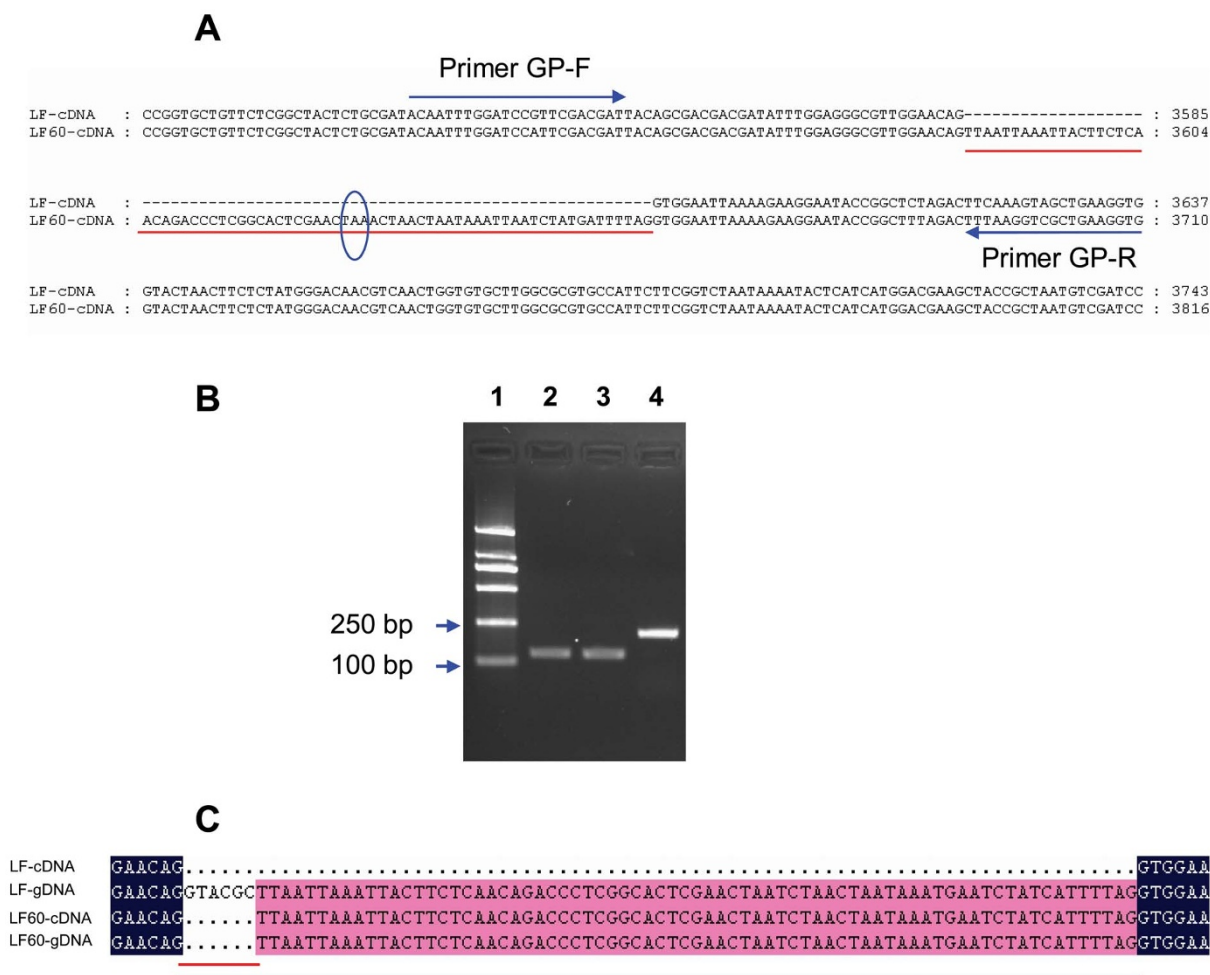 A
Primer GP-F
LF-cDNA : CCGGTGCTGTTCTCGGCTACTCTGCGATACAATTTGGATCCGTTCGACGATTACAGCGACGACGATATTTGGAGGGCGTTGGAACAG------------------- : 3585
LF60-cDNA : CCGGTGCTGTTCTCGGCTACTCTGCGATACAATTTGGATCCATTCGACGATTACAGCGACGACGATATTTGGAGGCGTTGGAACAGTTAATTAAATTACTTCTCA : 3604
LF-cDNA : ------------------------------------------------------GTGGAATTAAAAGAAGGAATACCGGCTCTAGACTTCAAAGTAGCTGAAGGTG : 3637
LF60-cDNA : ACAGACCCTCGGCACTCGAACTAAACTAACTAATAAATTAATCTATGATTTTAGGTGGAATTAAAAGAAGGAATACCGGCTTTAGACTTTAAGGTCGCTGAAGGTG : 3710
Primer GP-R
LF-cDNA : GTACTAACTTCTCTATGGGACAACGTCAACTGGTGTGCTTGGCGCGTGCCATTCTTCGGTCTAATAAAATACTCATCATGGACGAAGCTACCGCTAATGTCGATCC : 3743
LF60-cDNA : GTACTAACTTCTCTATGGGACAACGTCAACTGGTGTGCTTGGCGCGTGCCATTCTTCGGTCTAATAAAATACTCATCATGGACGAAGCTACCGCTAATGTCGATCC : 3816
B
1 2 3 4
250 bp
100 bp
C
LF-cDNA GAACAG...............................................................................GTGGAA
LF-gDNA GAACAGGTACGCTTAATTAAATTACTTCTCAACAGACCCTCGGCACTCGAACTAATCTAACTAATAAATGAATCTATCATTTTAGGTGGAA
LF60-cDNA GAACAG......TTAATTAAATTACTTCTCAACAGACCCTCGGCACTCGAACTAATCTAACTAATAAATGAATCTATCATTTTAGGTGGAA
LF60-gDNA GAACAG......TTAATTAAATTACTTCTCAACAGACCCTCGGCACTCGAACTAATCTAACTAATAAATGAATCTATCATTTTAGGTGGAA